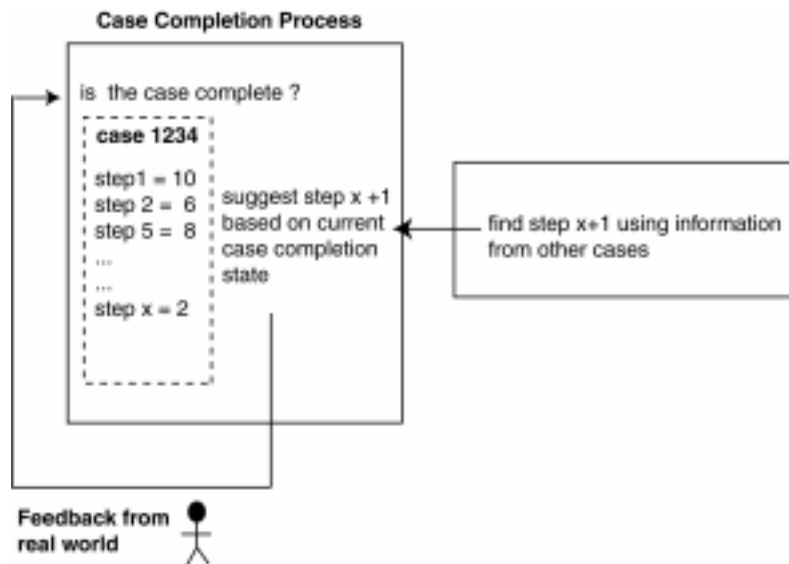 Case Completion Process
is the case complete ?
case 1234
step1 = 10
step 2 = 6
step 5 = 8
...
...
step x = 2
suggest step x +1
based on current
case completion
state
find step x+1 using information
from other cases
Feedback from
real world